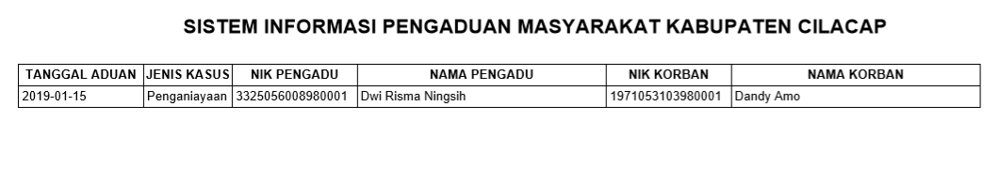 SISTEM INFORMASI PENGADUAN MASYARAKAT KABUPATEN CILACAP
TANGGAL ADUAN JENIS KASUS NIK PENGADU NAMA PENGADU NIK KORBAN NAMA KORBAN
2019-01-15 Penganiayaan 3325056008980001 Dwi Risma Ningsih 1971053103980001 Dandy Amo